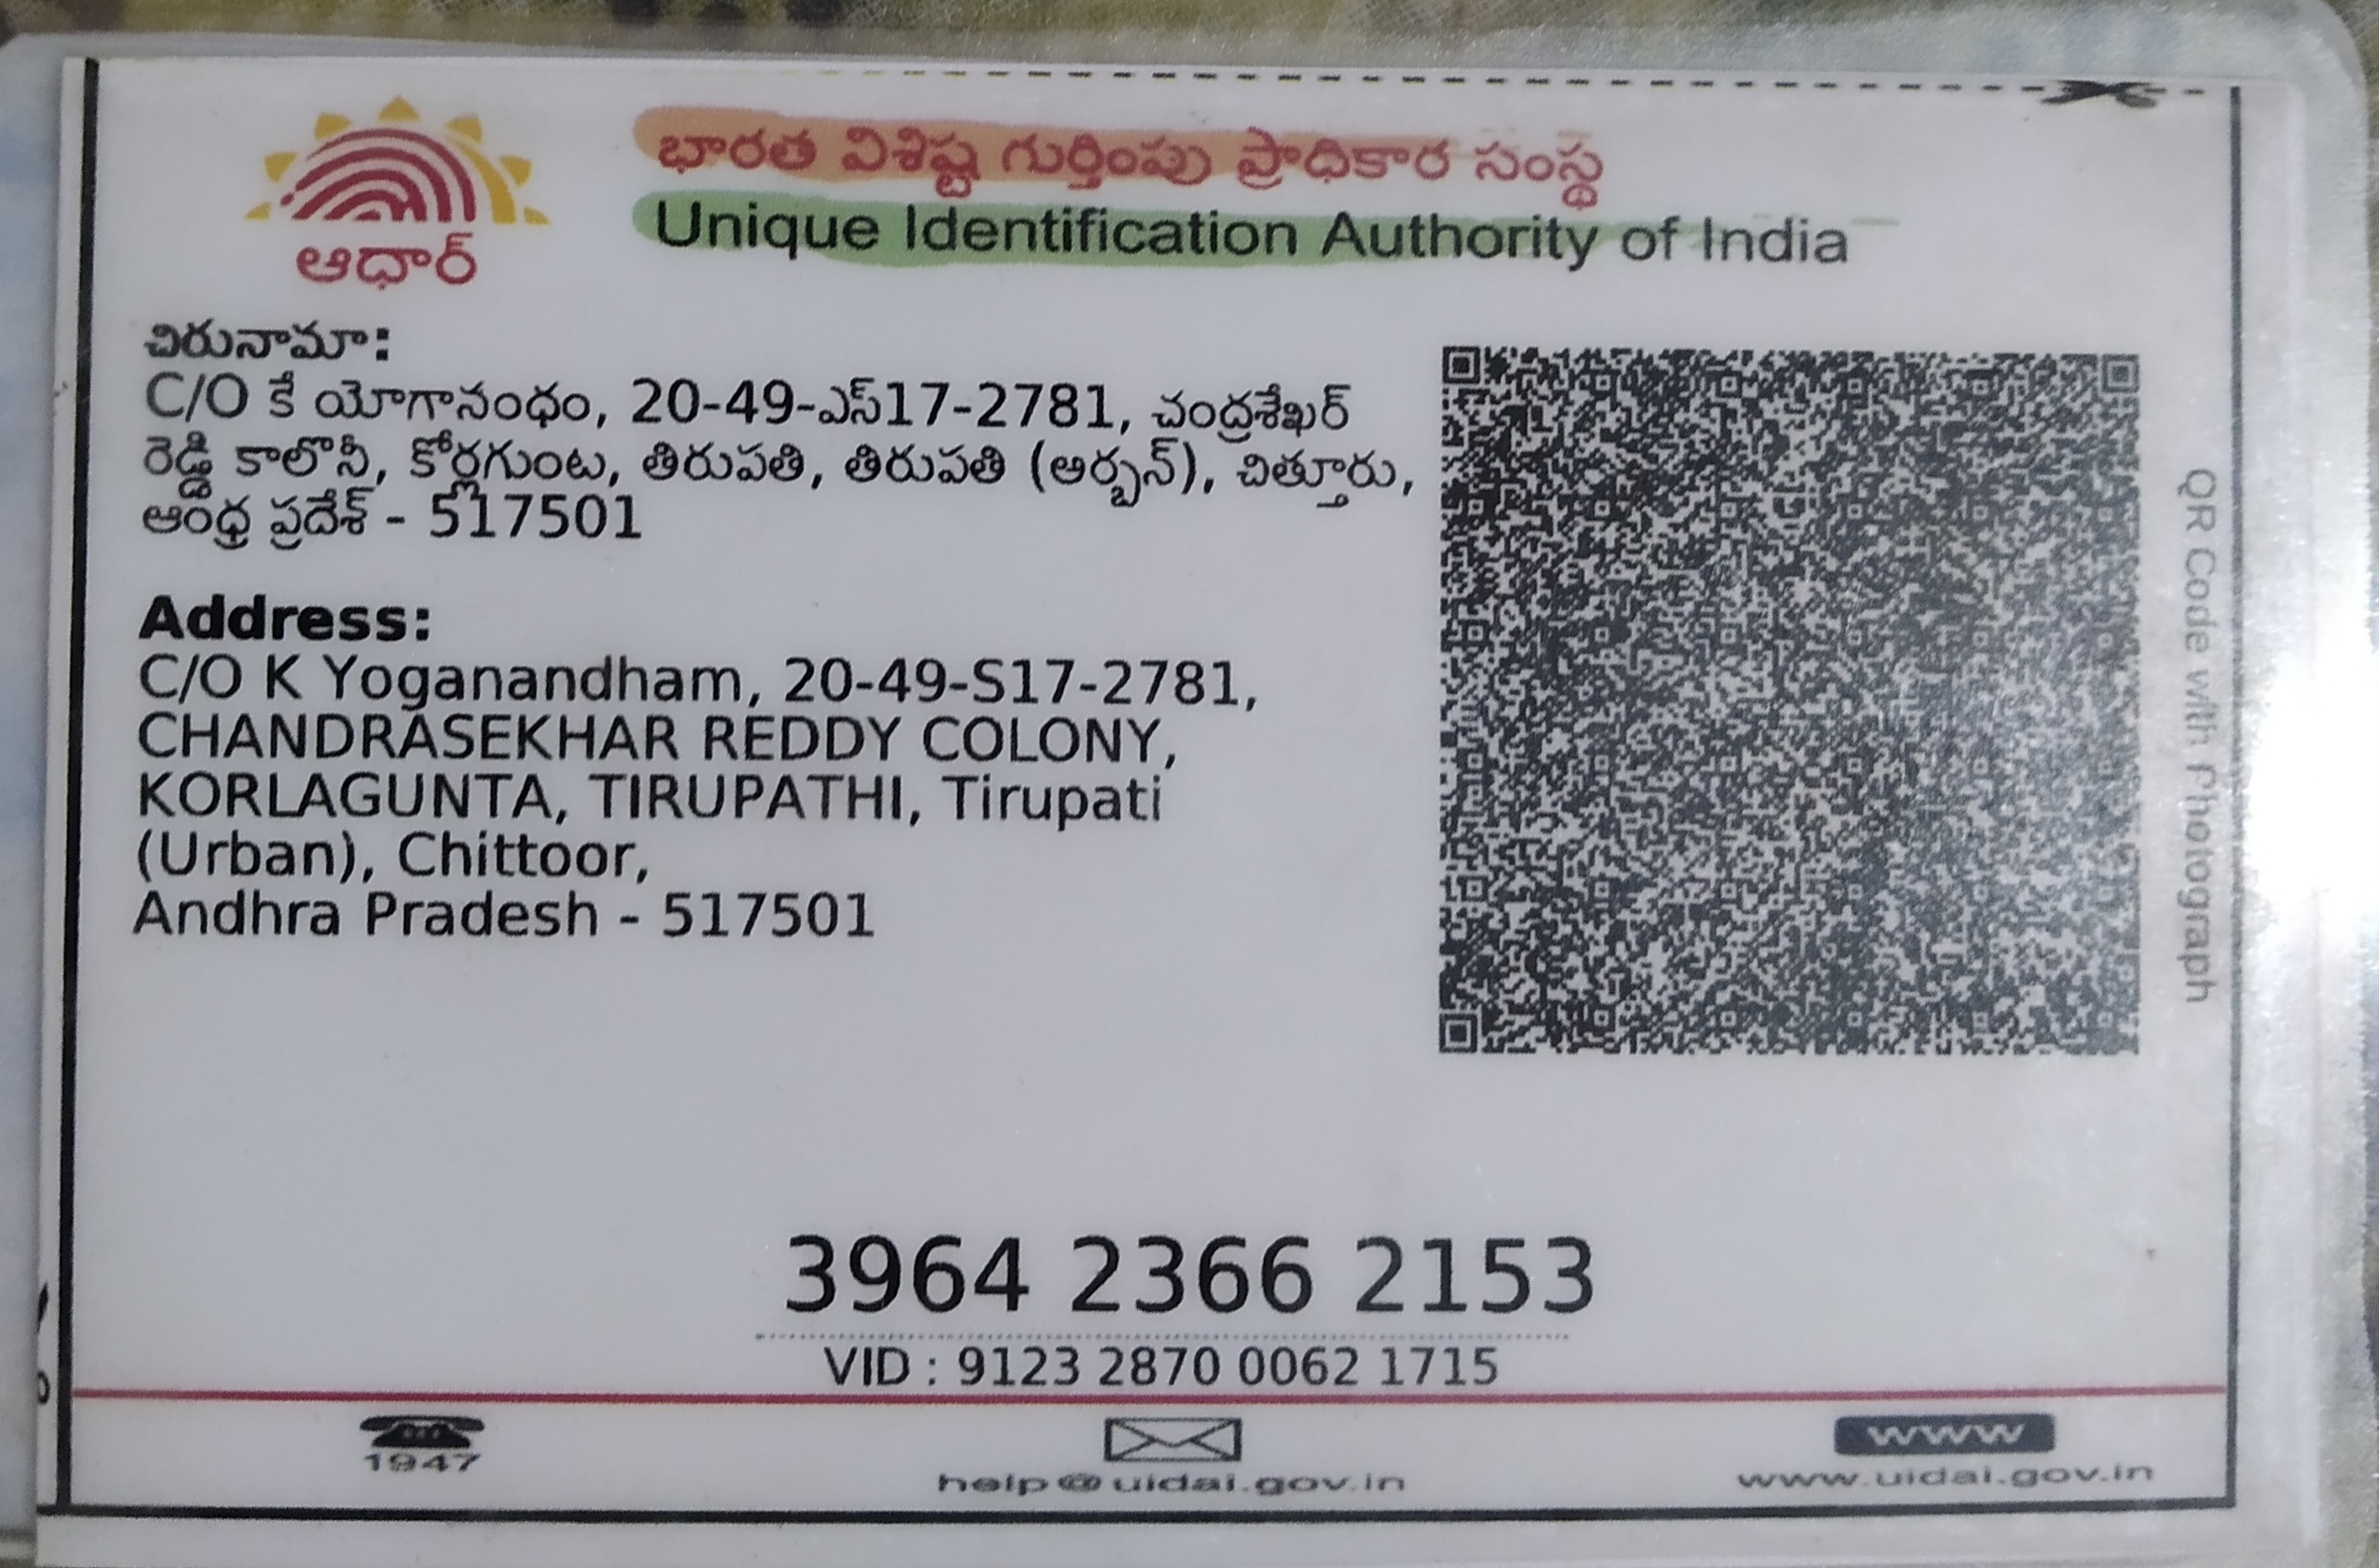 భారత విశిష్ట గుర్తింపు ప్రాధికార సంస్థ
Unique Identification Authority of India
ఆధార్
చిరునామా:
C/O కే యోగానంధం, 20-49-ఎస్17-2781, చంద్రశేఖర్
రెడ్డి కాలొనీ, కోర్లగుంట, తిరుపతి, తిరుపతి (అర్బన్), చిత్తూరు,
ఆంధ్ర ప్రదేశ్ - 517501
Address:
C/O K Yoganandham, 20-49-S17-2781,
CHANDRASEKHAR REDDY COLONY,
KORLAGUNTA, TIRUPATHI, Tirupati
(Urban), Chittoor,
Andhra Pradesh - 517501
QR Code with Photograph
3964 2366 2153
VID : 9123 2870 0062 1715
1947
help@uidai.gov.in
www
www.uidai.gov.in